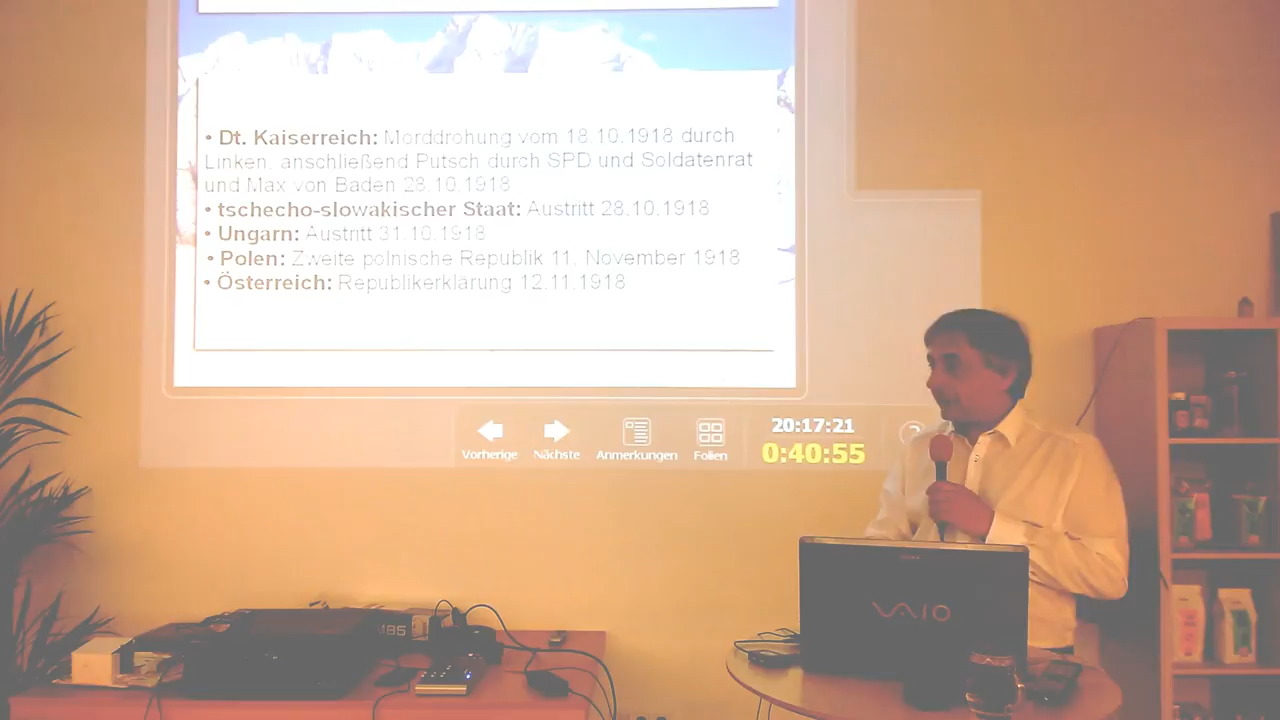 • Dt. Kaiserreich: Morddrohung vom 18.10.1918 durch
Linken, anschließend Putsch durch SPD und Soldatenrat
und Max von Baden 28.10.1918
• tschecho-slowakischer Staat: Austritt 28.10.1918
• Ungarn: Austritt 31.10.1918
• Polen: Zweite polnische Republik 11. November 1918
• Österreich: Republikerklärung 12.11.1918
Vorherige Nächste Anmerkungen Folien
20:17:21
0:40:55
?
VAIO